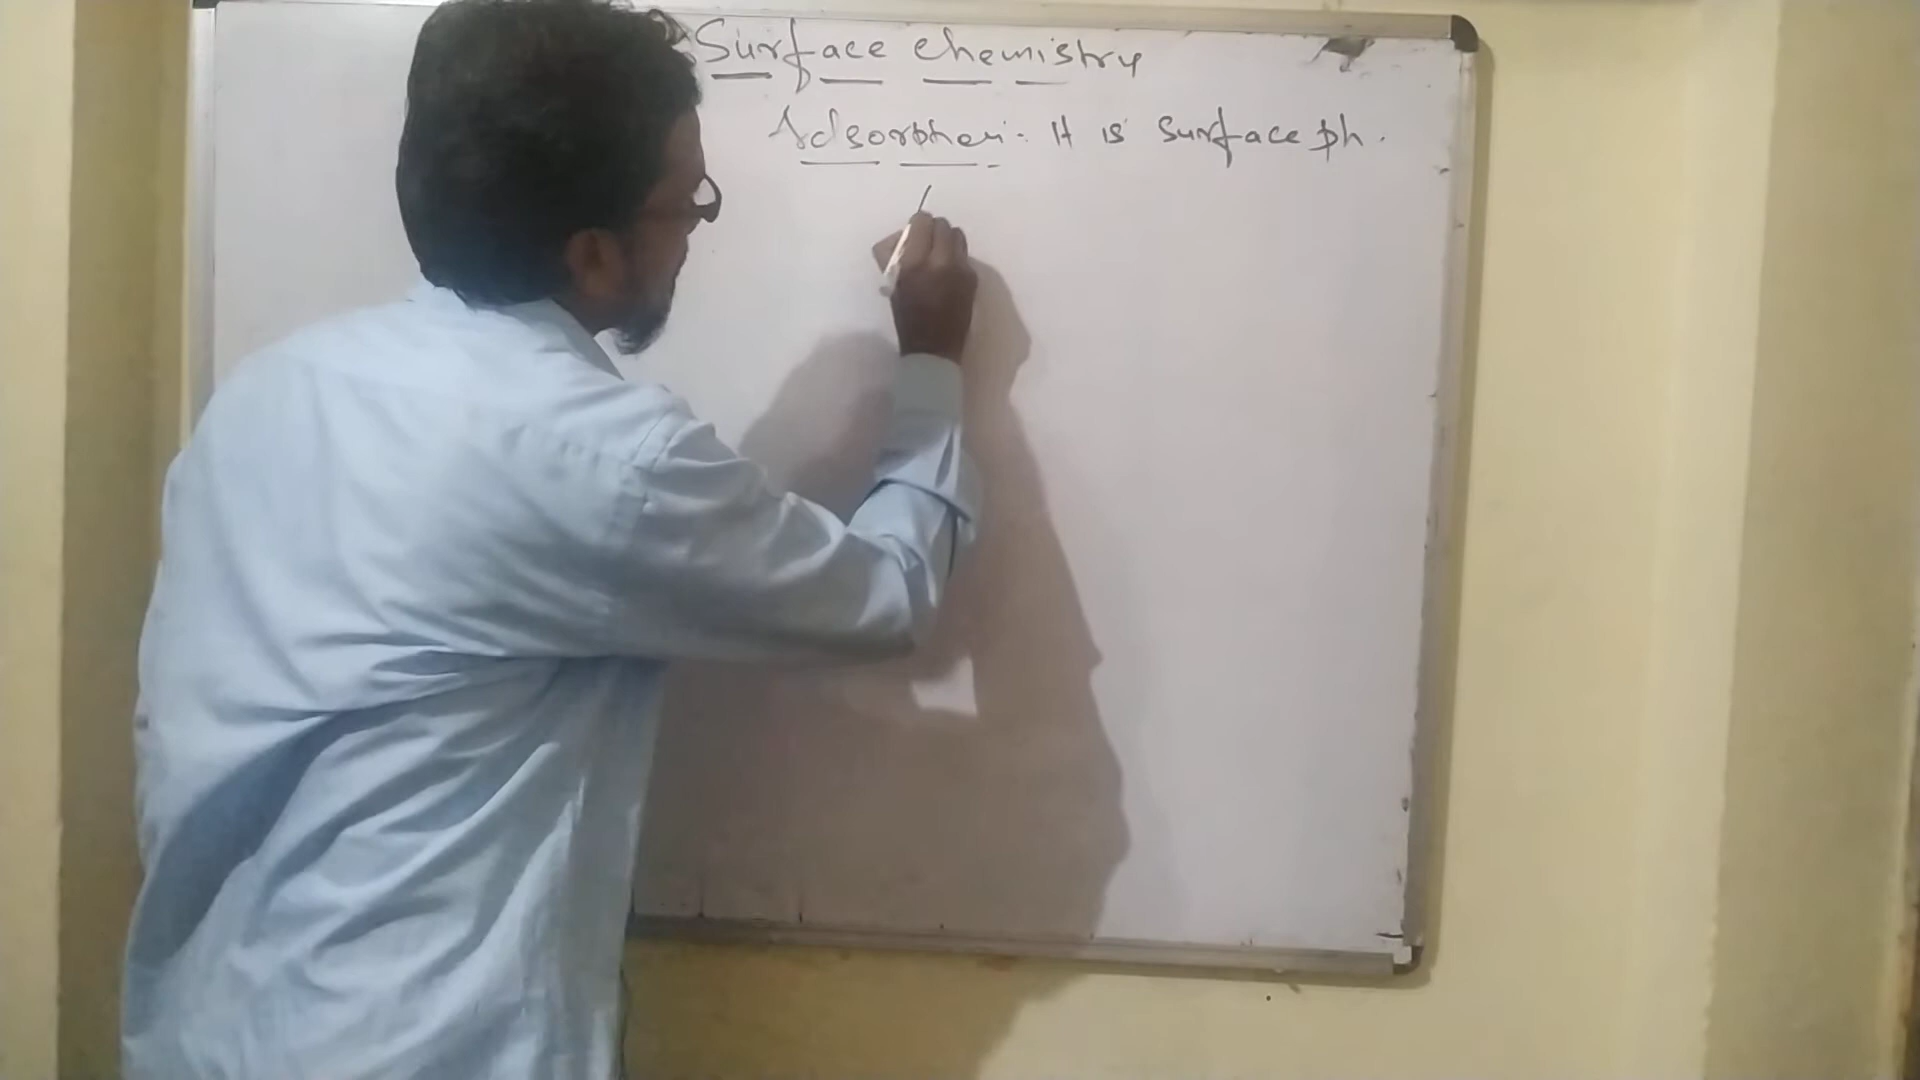 Surface chemistry
Adsorption :- It is surface ph.